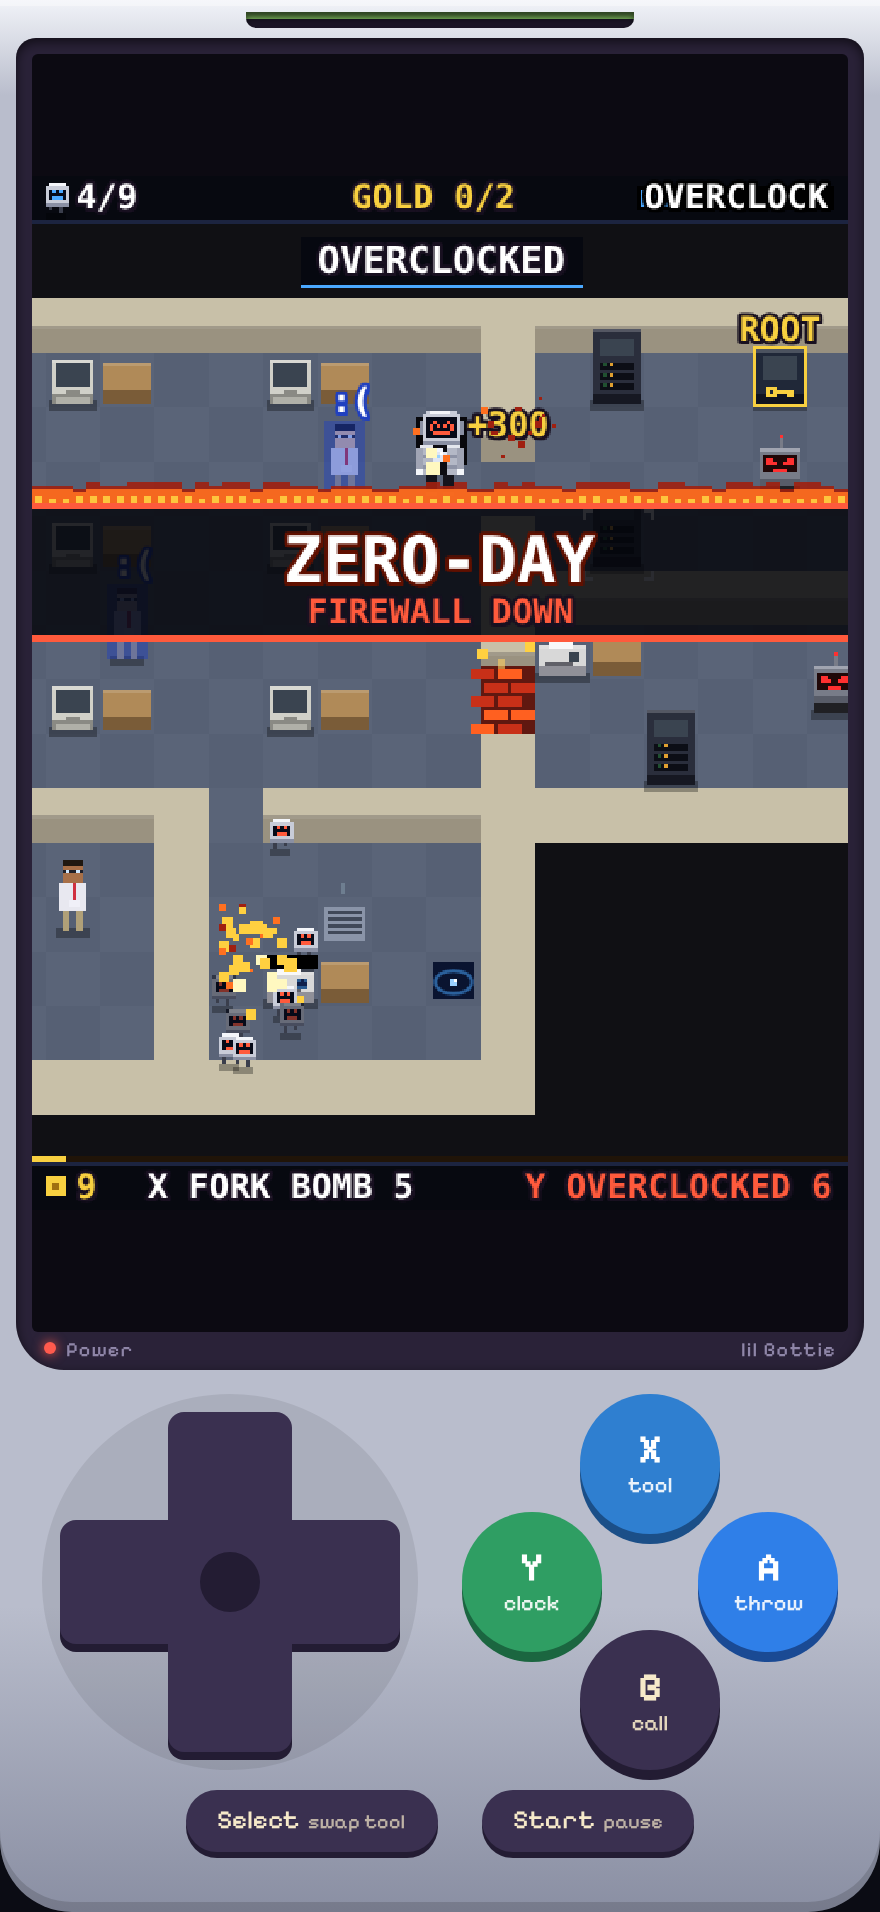 4/9
GOLD 0/2
OVERCLOCK
OVERCLOCKED
ROOT
:(
+300
:(
ZERO-DAY
FIREWALL DOWN
9 X FORK BOMB 5 Y OVERCLOCKED 6
Power
lil Bottie
X
tool
Y
clock
A
throw
B
call
Select swap tool
Start pause